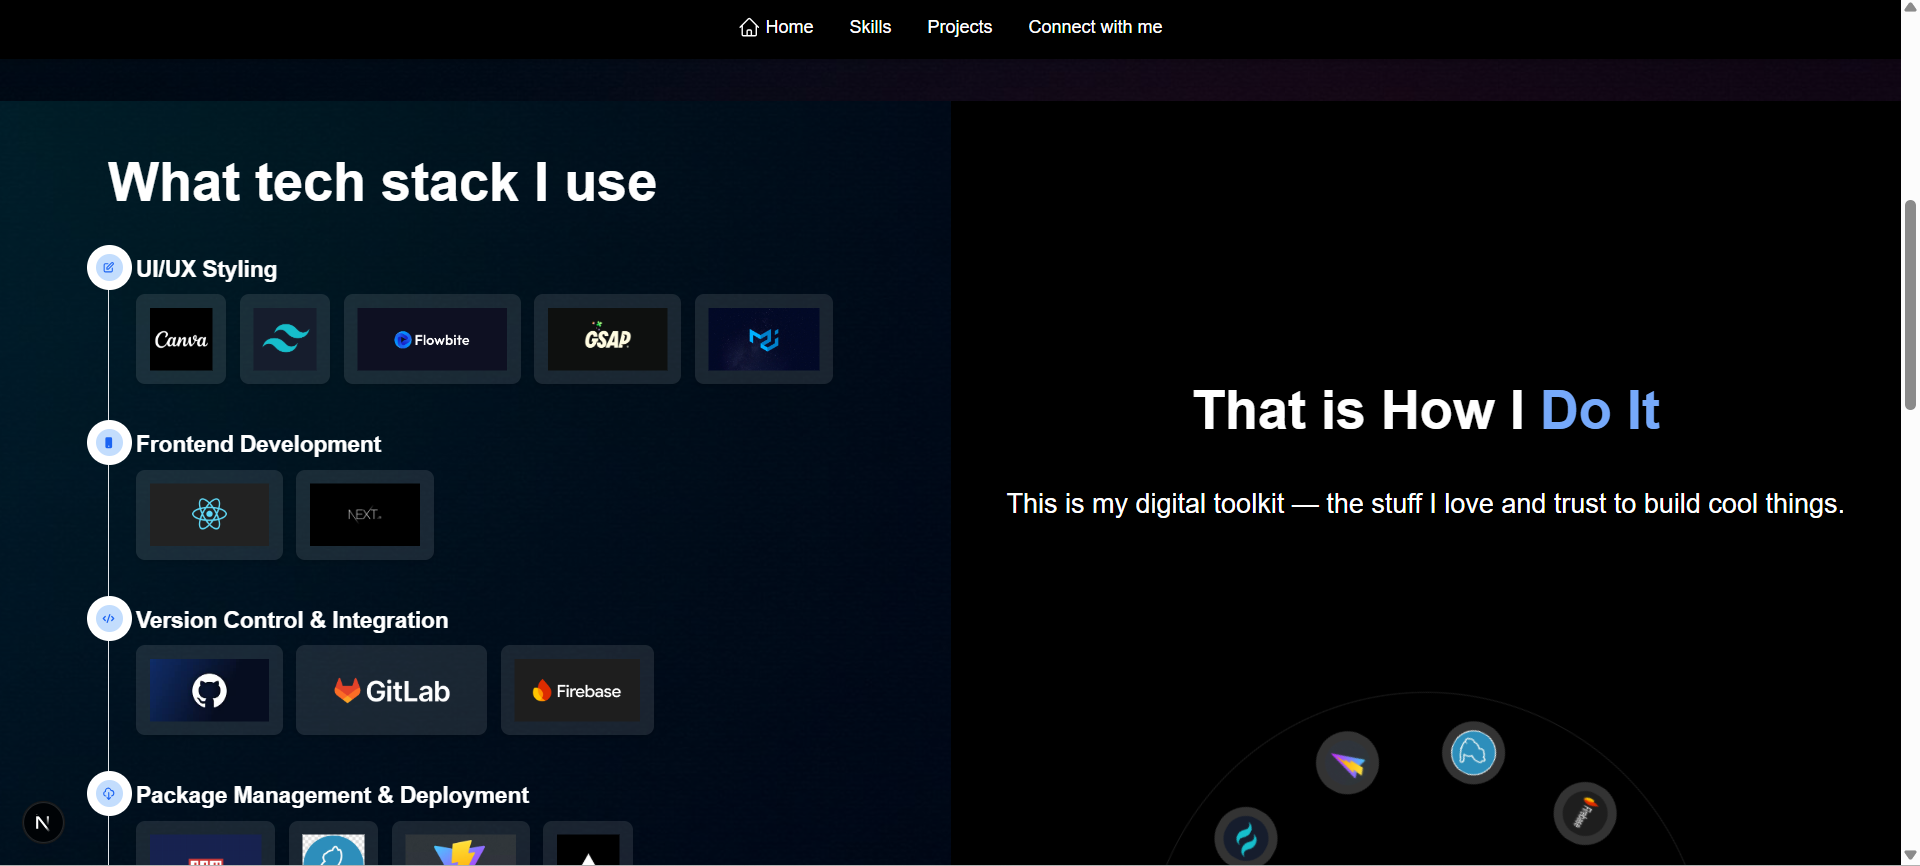 Home Skills Projects Connect with me
What tech stack I use
UI/UX Styling
Canva Flowbite GSAP
Frontend Development
NEXT
Version Control & Integration
GitLab Firebase
Package Management & Deployment
N
That is How I Do It
This is my digital toolkit — the stuff I love and trust to build cool things.
Firebase